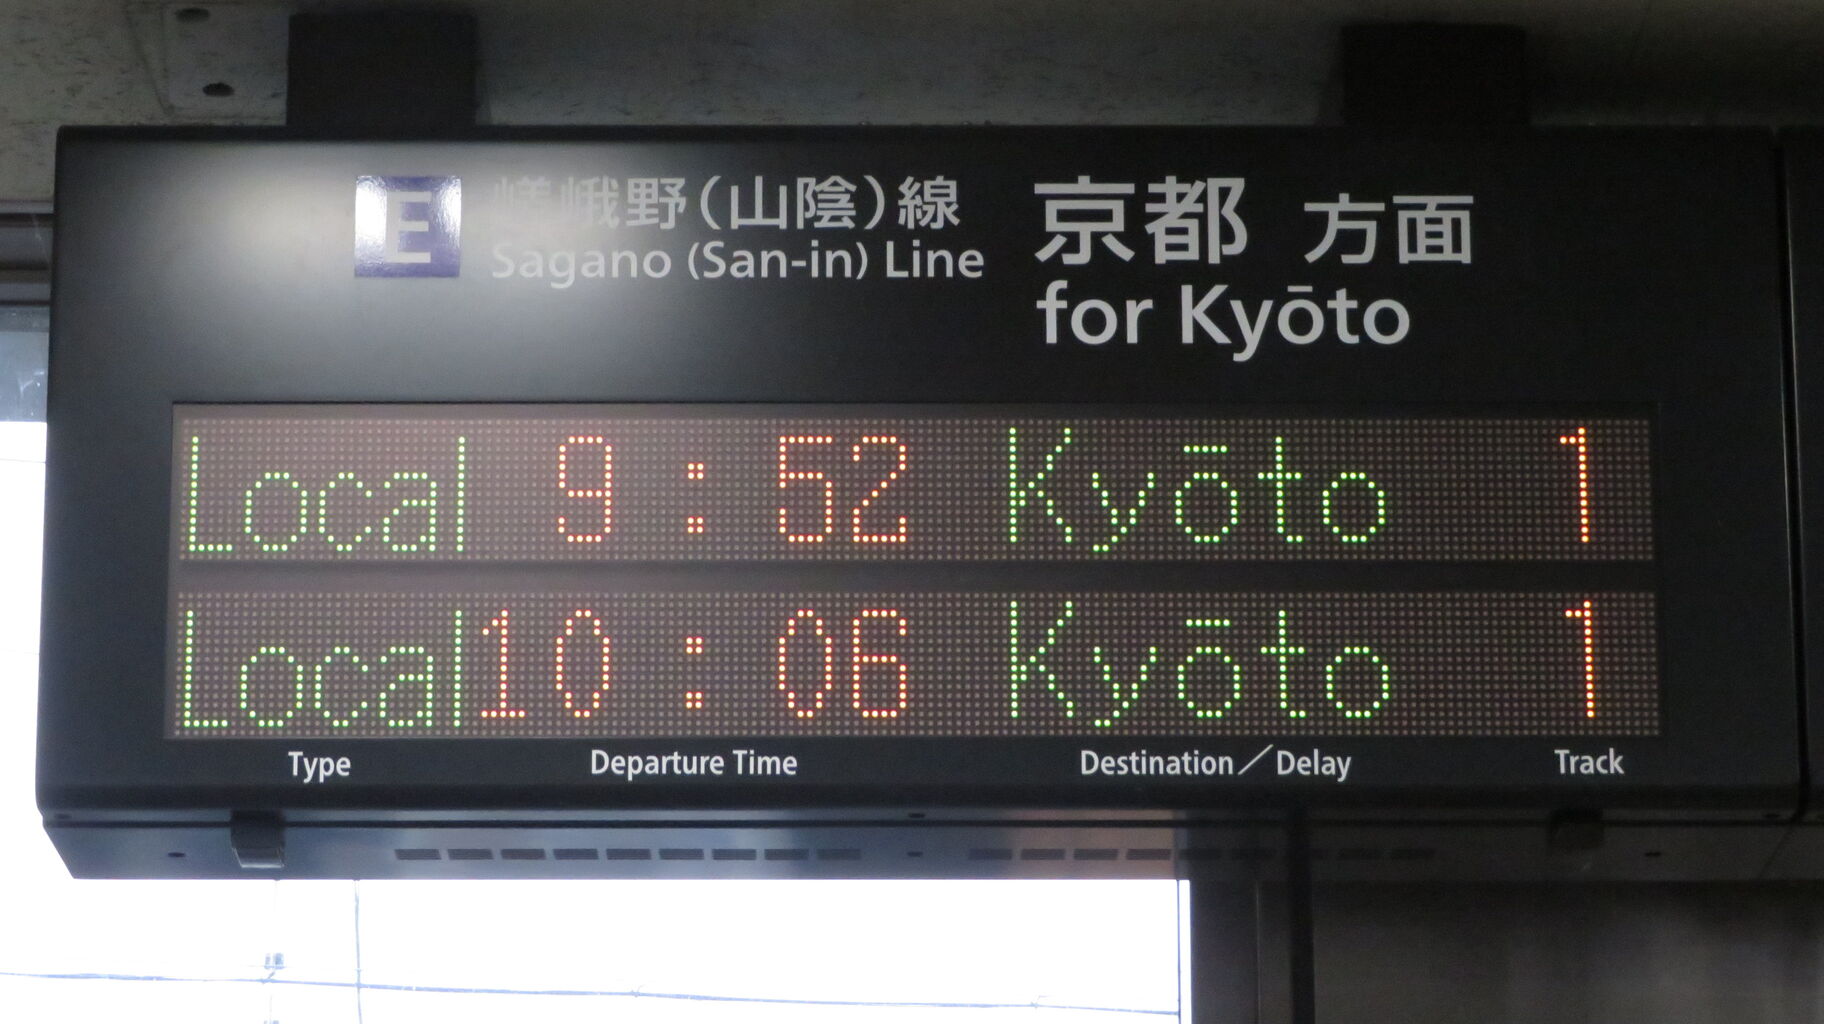 E 嵯峨野(山陰)線 京都 方面
Sagano (San-in) Line for Kyōto
Local 9:52 Kyōto 1
Local 10:06 Kyōto 1
Type Departure Time Destination／Delay Track